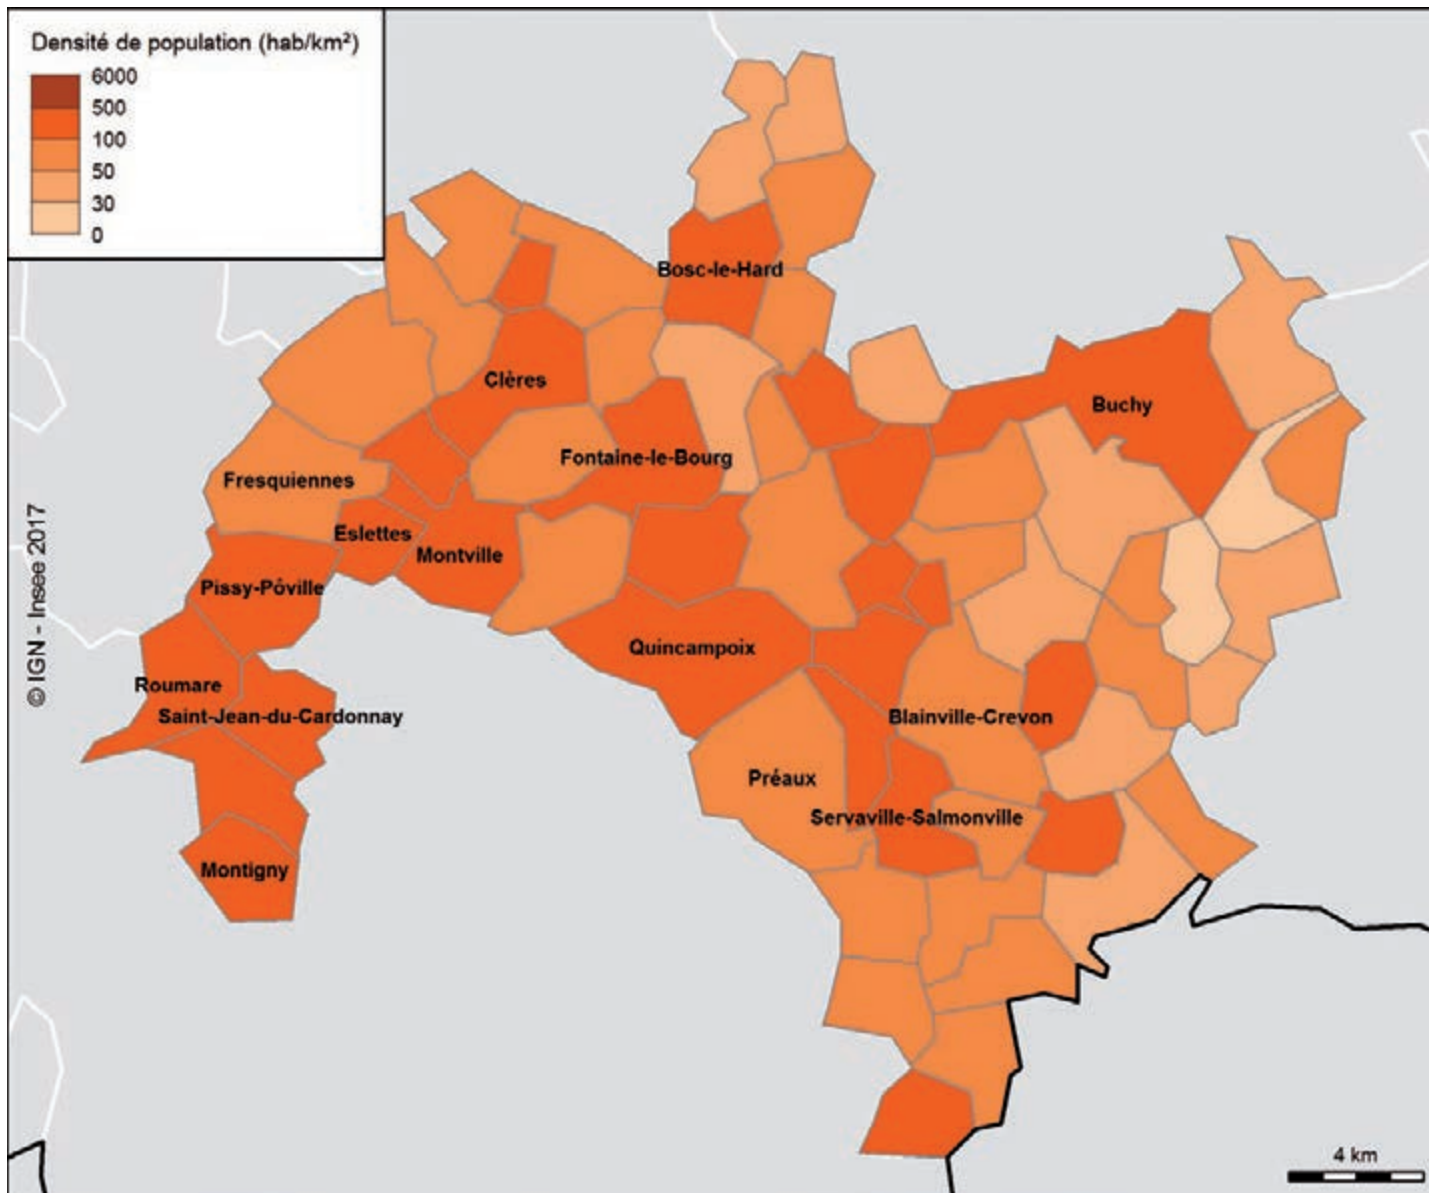 Densité de population (hab/km²)
6000
500
100
50
30
0
Bosc-le-Hard
Clères
Buchy
Fontaine-le-Bourg
Fresquiennes
Eslettes
Montville
Pissy-Pôville
Quincampoix
Roumare
Saint-Jean-du-Cardonnay
Blainville-Crevon
Préaux
Servaville-Salmonville
Montigny
© IGN - Insee 2017
4 km